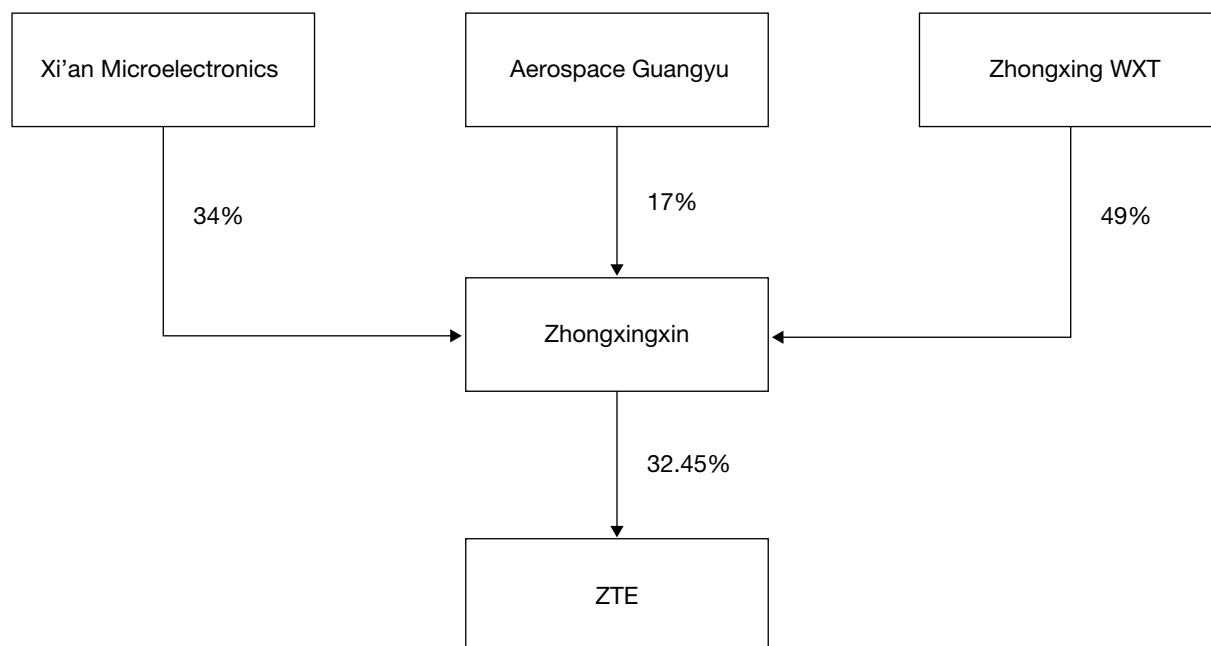 Xi’an Microelectronics
Aerospace Guangyu
Zhongxing WXT
34%
17%
49%
Zhongxingxin
32.45%
ZTE